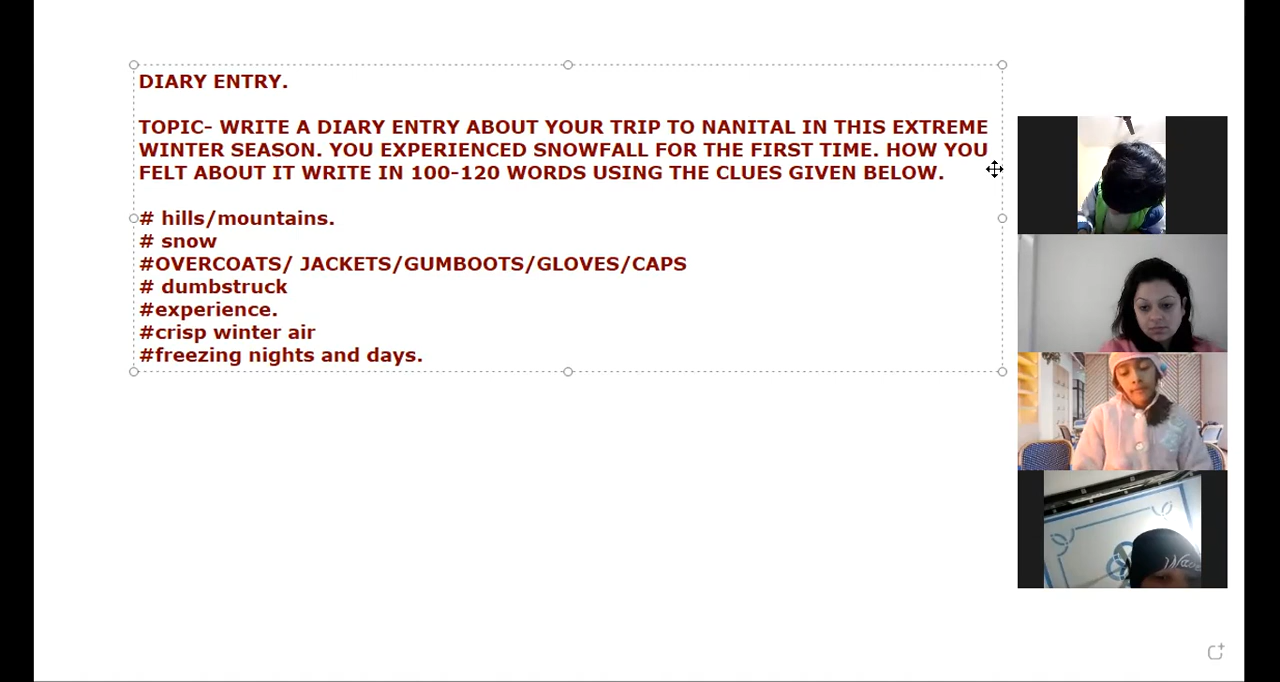 DIARY ENTRY.
TOPIC- WRITE A DIARY ENTRY ABOUT YOUR TRIP TO NANITAL IN THIS EXTREME
WINTER SEASON. YOU EXPERIENCED SNOWFALL FOR THE FIRST TIME. HOW YOU
FELT ABOUT IT WRITE IN 100-120 WORDS USING THE CLUES GIVEN BELOW.
# hills/mountains.
# snow
#OVERCOATS/ JACKETS/GUMBOOTS/GLOVES/CAPS
# dumbstruck
#experience.
#crisp winter air
#freezing nights and days.